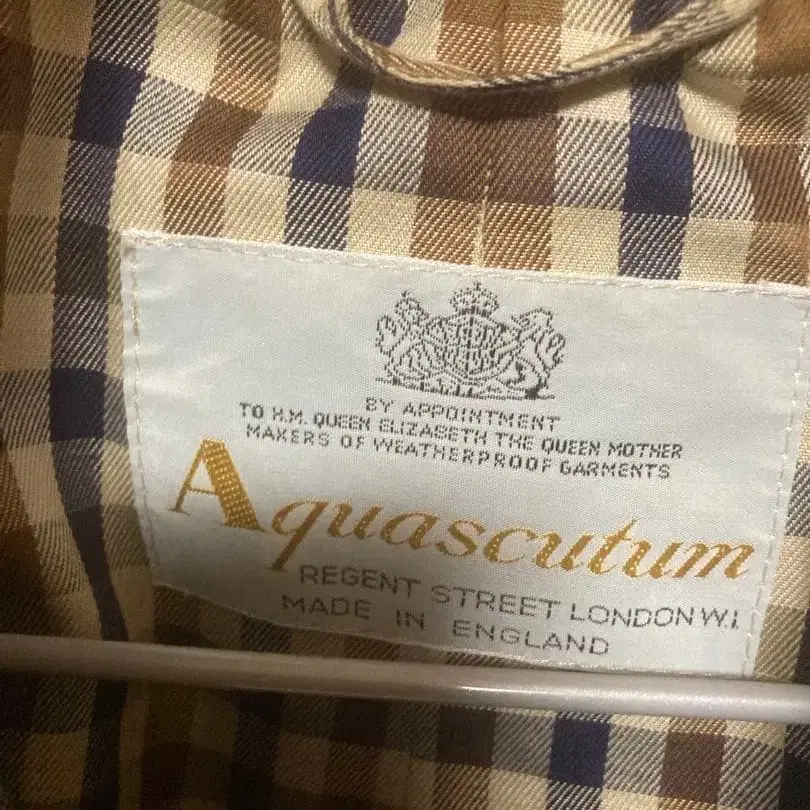 BY APPOINTMENT
TO H.M. QUEEN ELIZABETH THE QUEEN MOTHER
MAKERS OF WEATHERPROOF GARMENTS
Aquascutum
REGENT STREET LONDON W.I.
MADE IN ENGLAND